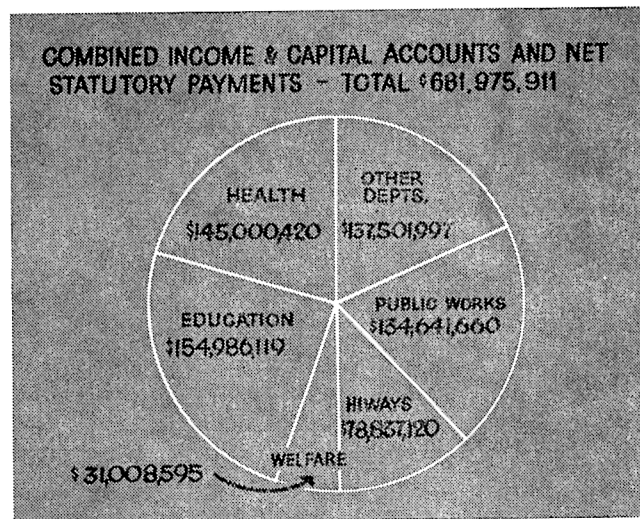 COMBINED INCOME & CAPITAL ACCOUNTS AND NET
STATUTORY PAYMENTS - TOTAL $681,975,911
HEALTH
$145,000,420
OTHER
DEPTS.
$137,501,997
PUBLIC WORKS
$134,641,660
EDUCATION
$154,986,119
HIWAYS
$78,837,120
WELFARE
$31,008,595